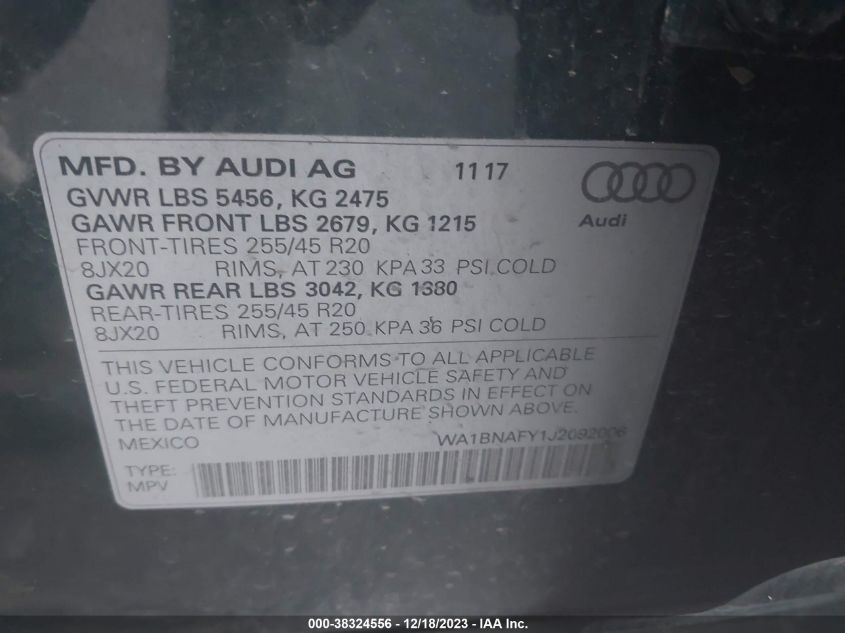 MFD. BY AUDI AG 11 17
GVWR LBS 5456, KG 2475
GAWR FRONT LBS 2679, KG 1215
Audi
FRONT-TIRES 255/45 R20
8JX20 RIMS, AT 230 KPA 33 PSI COLD
GAWR REAR LBS 3042, KG 1380
REAR-TIRES 255/45 R20
8JX20 RIMS, AT 250 KPA 36 PSI COLD
THIS VEHICLE CONFORMS TO ALL APPLICABLE
U.S. FEDERAL MOTOR VEHICLE SAFETY AND
THEFT PREVENTION STANDARDS IN EFFECT ON
THE DATE OF MANUFACTURE SHOWN ABOVE.
MEXICO WA1BNAFY1J2092006
TYPE:
MPV
000-38324556 - 12/18/2023 - IAA Inc.